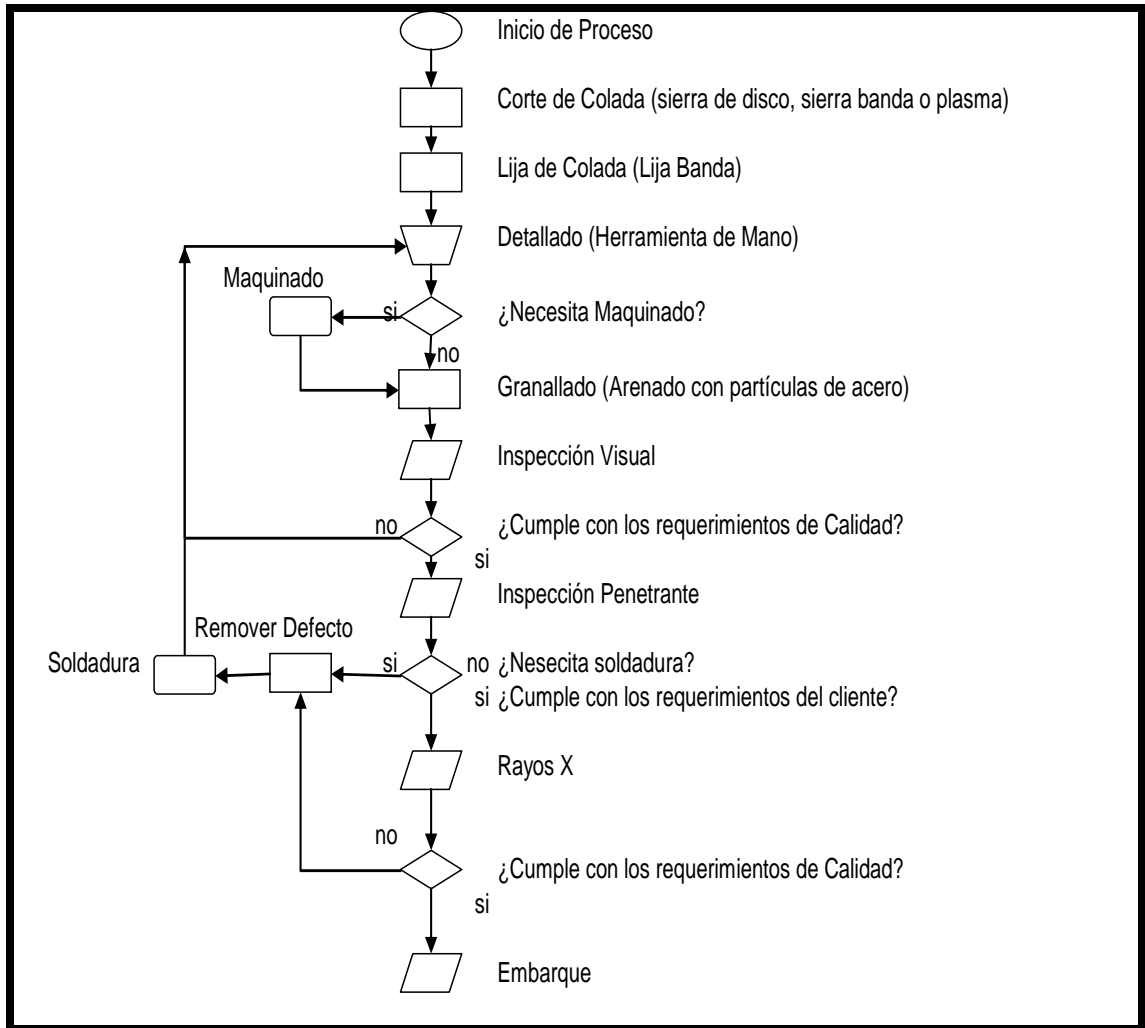 Inicio de Proceso
Corte de Colada (sierra de disco, sierra banda o plasma)
Lija de Colada (Lija Banda)
Detallado (Herramienta de Mano)
Maquinado
si
¿Necesita Maquinado?
no
Granallado (Arenado con partículas de acero)
Inspección Visual
no
¿Cumple con los requerimientos de Calidad?
si
Inspección Penetrante
Remover Defecto
Soldadura
si
no ¿Nesecita soldadura?
si ¿Cumple con los requerimientos del cliente?
Rayos X
no
¿Cumple con los requerimientos de Calidad?
si
Embarque